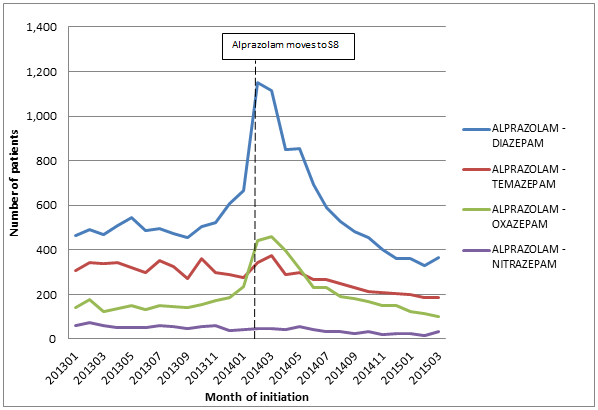 1,400
Alprazolam moves to S8
1,200
1,000
800
600
400
200
0
Number of patients
201301
201303
201305
201307
201309
201311
201401
201403
201405
201407
201409
201411
201501
201503
Month of initiation
ALPRAZOLAM -
DIAZEPAM
ALPRAZOLAM -
TEMAZEPAM
ALPRAZOLAM -
OXAZEPAM
ALPRAZOLAM -
NITRAZEPAM